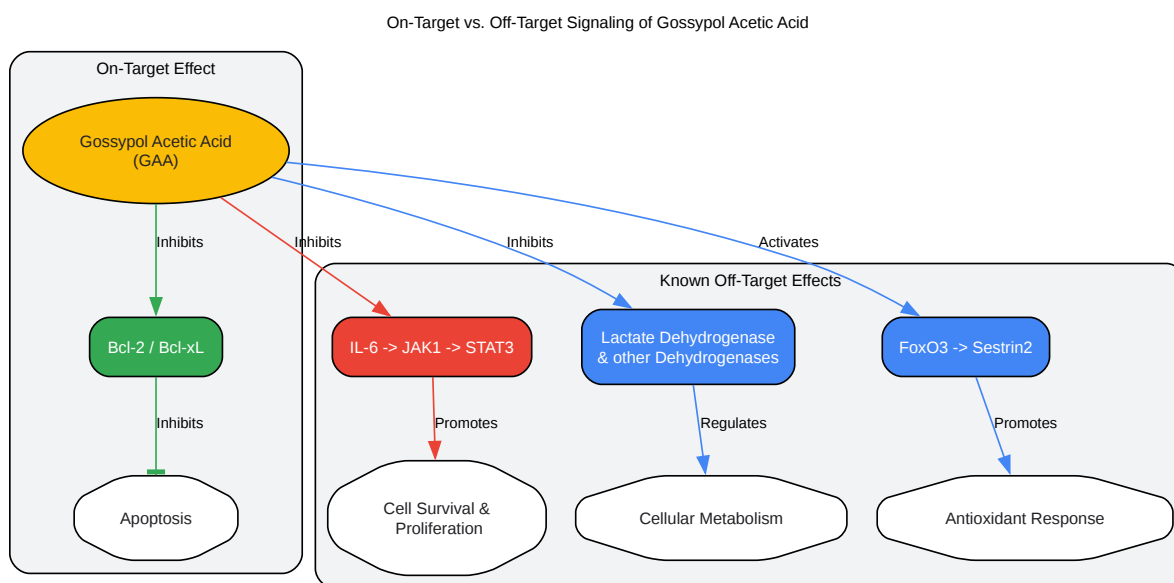 On-Target vs. Off-Target Signaling of Gossypol Acetic Acid
On-Target Effect
Gossypol Acetic Acid
(GAA)
Inhibits
Inhibits
Inhibits
Activates
Known Off-Target Effects
Bcl-2 / Bcl-xL
IL-6 -> JAK1 -> STAT3
Lactate Dehydrogenase
& other Dehydrogenases
FoxO3 -> Sestrin2
Inhibits
Promotes
Regulates
Promotes
Apoptosis
Cell Survival &
Proliferation
Cellular Metabolism
Antioxidant Response